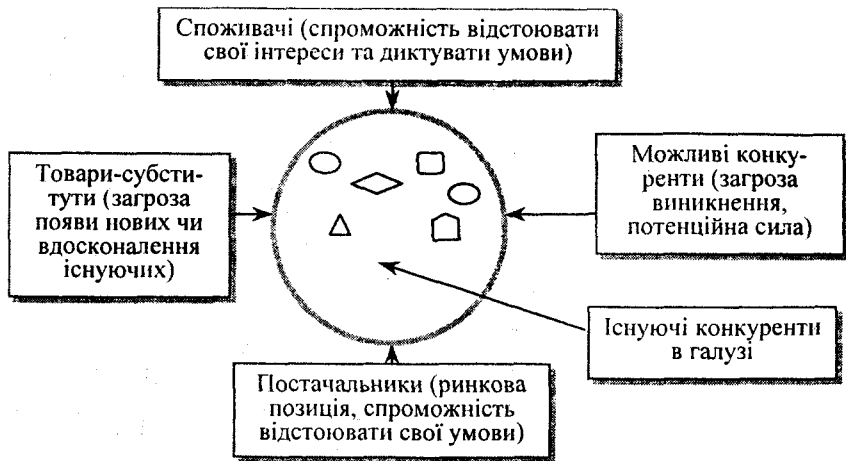 Споживачі (спроможність відстоювати
свої інтереси та диктувати умови)
Товари-субсти-
тути (загроза
появи нових чи
вдосконалення
існуючих)
Можливі конку-
ренти (загроза
виникнення,
потенційна сила)
Існуючі конкуренти
в галузі
Постачальники (ринкова
позиція, спроможність
відстоювати свої умови)